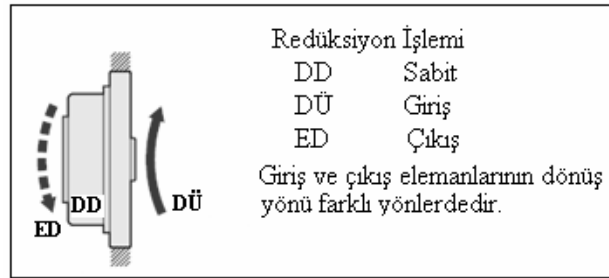 Redüksiyon İşlemi
DD Sabit
DÜ Giriş
ED Çıkış
Giriş ve çıkış elemanlarının dönüş
yönü farklı yönlerdedir.
DD
DÜ
ED